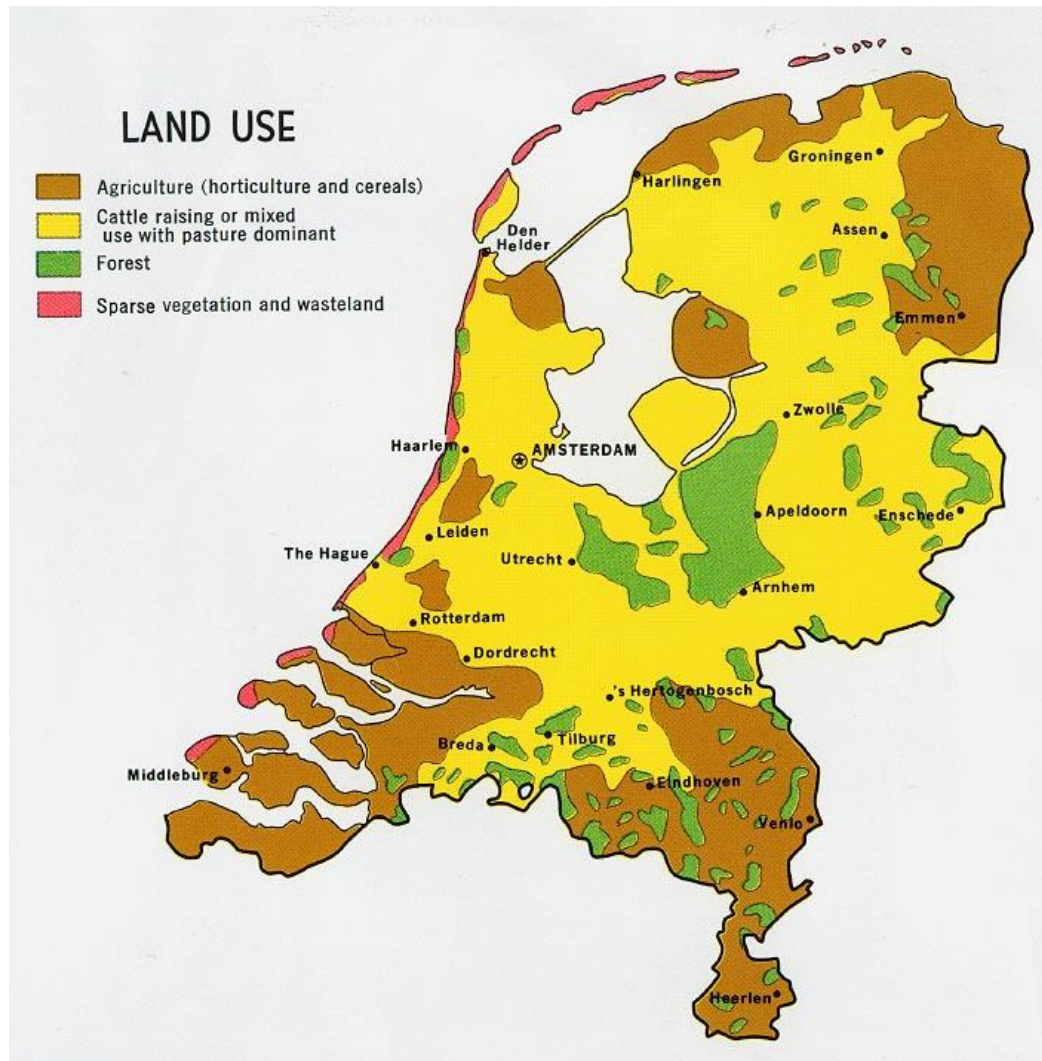 LAND USE
Agriculture (horticulture and cereals)
Cattle raising or mixed
use with pasture dominant
Forest
Sparse vegetation and wasteland
Groningen
Harlingen
Assen
Den
Helder
Emmen
Zwolle
Haarlem
AMSTERDAM
Apeldoorn
Enschede
Leiden
The Hague
Utrecht
Arnhem
Rotterdam
Dordrecht
's Hertogenbosch
Breda
Tilburg
Middleburg
Eindhoven
Venlo
Heerlen